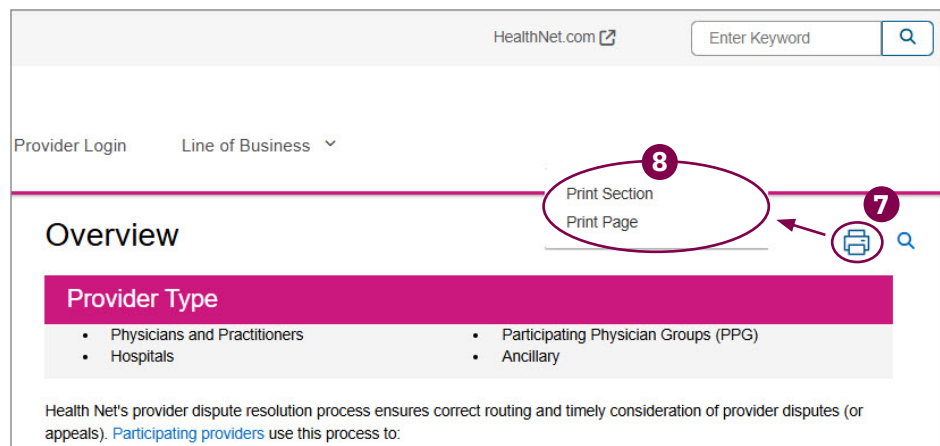 HealthNet.com
Enter Keyword
Provider Login
Line of Business
8
Print Section
Print Page
7
Overview
Provider Type
• Physicians and Practitioners
• Hospitals
• Participating Physician Groups (PPG)
• Ancillary
Health Net's provider dispute resolution process ensures correct routing and timely consideration of provider disputes (or
appeals). Participating providers use this process to: